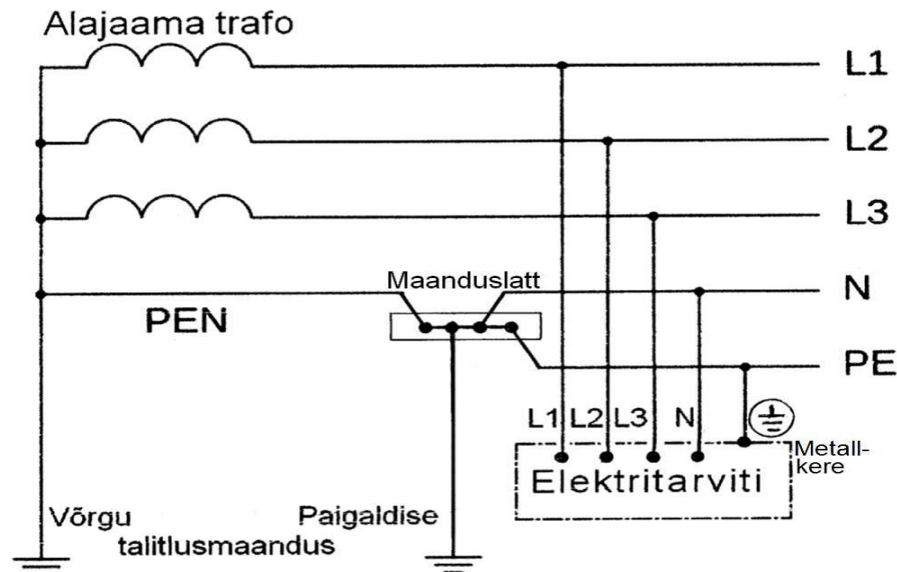 Alajaama trafo
L1
L2
L3
Maanduslatt
N
PEN
PE
L1 L2 L3 N
Metall-
kere
Elektritarviti
Võrgu
talitlusmaandus
Paigaldise